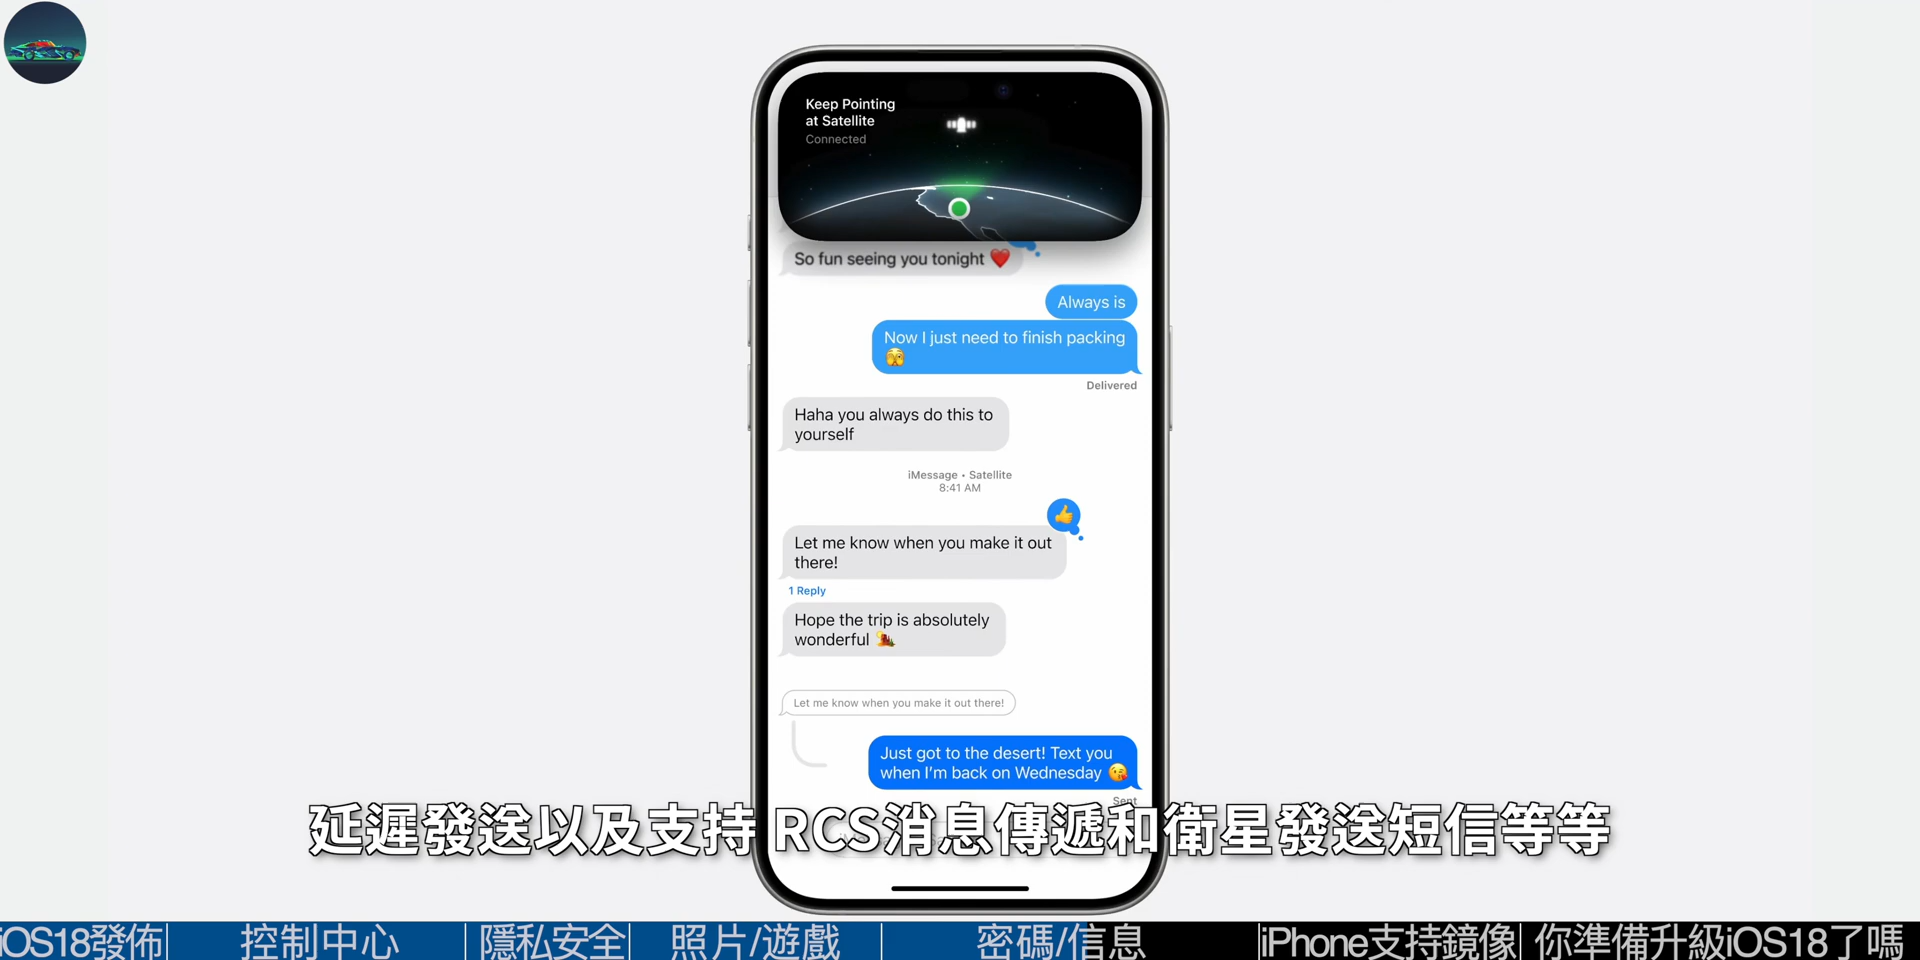 Keep Pointing
at Satellite
Connected
So fun seeing you tonight ❤️
Always is
Now I just need to finish packing
🫣
Delivered
Haha you always do this to
yourself
iMessage • Satellite
8:41 AM
👍
Let me know when you make it out
there!
1 Reply
Hope the trip is absolutely
wonderful 🏜️
Let me know when you make it out there!
Just got to the desert! Text you
when I'm back on Wednesday 😘
Sent
延遲發送以及支持 RCS消息傳遞和衛星發送短信等等
iOS18發佈 控制中心 隱私安全 照片/遊戲 密碼/信息 iPhone支持鏡像 你準備升級iOS18了嗎